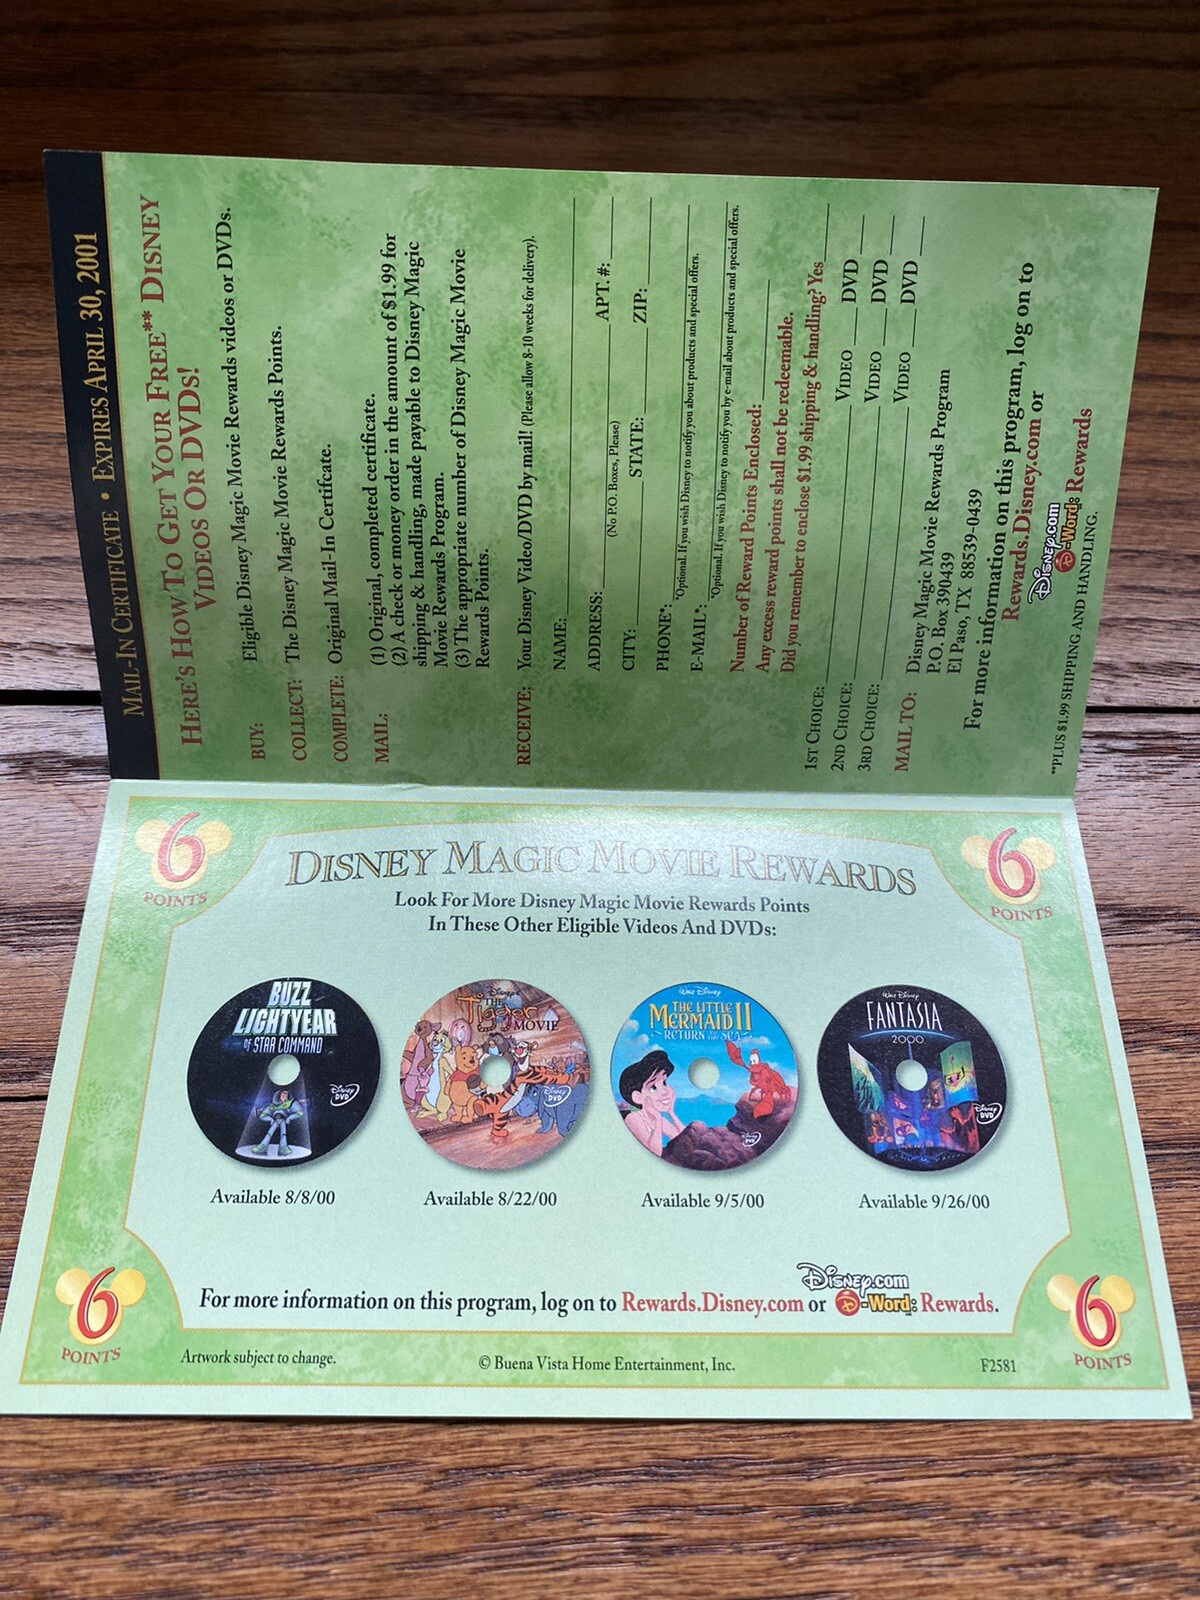 MAIL-IN CERTIFICATE • EXPIRES APRIL 30, 2001
HERE'S HOW TO GET YOUR FREE** DISNEY
VIDEOS OR DVDS!
BUY: Eligible Disney Magic Movie Rewards videos or DVDs.
COLLECT: The Disney Magic Movie Rewards Points.
COMPLETE: Original Mail-In Certificate.
MAIL: (1) Original, completed certificate.
(2) A check or money order in the amount of $1.99 for
shipping & handling, made payable to Disney Magic
Movie Rewards Program.
(3) The appropriate number of Disney Magic Movie
Rewards Points.
RECEIVE: Your Disney Video/DVD by mail! (Please allow 8-10 weeks for delivery).
NAME:
ADDRESS: APT. #:
(No P.O. Boxes, Please)
CITY: STATE: ZIP:
PHONE*:
*Optional. If you wish Disney to notify you about products and special offers.
E-MAIL*:
*Optional. If you wish Disney to notify you by e-mail about products and special offers.
Number of Reward Points Enclosed:
Any excess reward points shall not be redeemable.
Did you remember to enclose $1.99 shipping & handling? Yes
1ST CHOICE: VIDEO DVD
2ND CHOICE: VIDEO DVD
3RD CHOICE: VIDEO DVD
MAIL TO: Disney Magic Movie Rewards Program
P.O. Box 390439
El Paso, TX 88539-0439
For more information on this program, log on to
Rewards.Disney.com or
Disney.com
D-Word: Rewards
**PLUS $1.99 SHIPPING AND HANDLING.
6 POINTS
6 POINTS
DISNEY MAGIC MOVIE REWARDS
Look For More Disney Magic Movie Rewards Points
In These Other Eligible Videos And DVDs:
BUZZ
LIGHTYEAR
OF STAR COMMAND
Disney DVD
Disney's
THE
Tigger
MOVIE
Disney DVD
Walt Disney
THE LITTLE
MERMAID II
RETURN TO THE SEA
Disney DVD
Walt Disney
FANTASIA
2000
Disney DVD
Available 8/8/00
Available 8/22/00
Available 9/5/00
Available 9/26/00
Disney.com
For more information on this program, log on to Rewards.Disney.com or D-Word: Rewards.
6 POINTS
6 POINTS
Artwork subject to change.
© Buena Vista Home Entertainment, Inc.
F2581